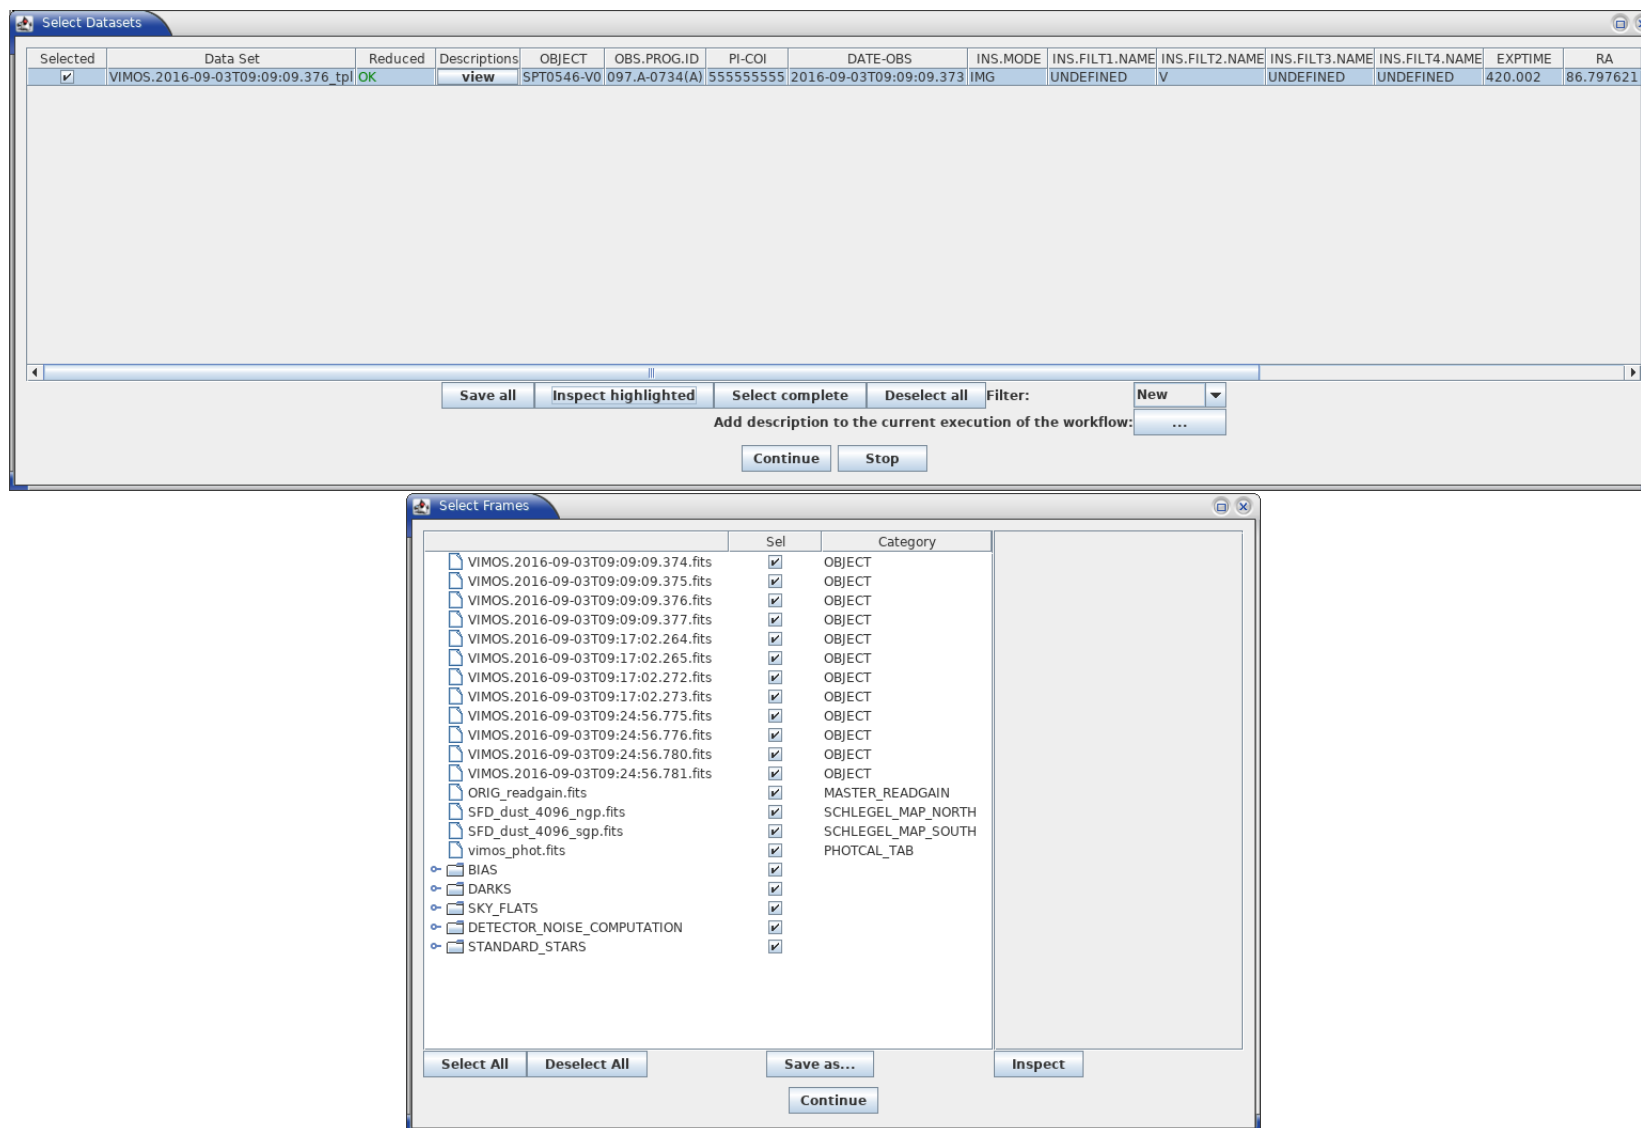 Select Datasets
Selected Data Set Reduced Descriptions OBJECT OBS.PROG.ID PI-COI DATE-OBS INS.MODE INS.FILT1.NAME INS.FILT2.NAME INS.FILT3.NAME INS.FILT4.NAME EXPTIME RA
VIMOS.2016-09-03T09:09:09.376_tpl OK view SPT0546-V0 097.A-0734(A) 555555555 2016-09-03T09:09:09.373 IMG UNDEFINED V UNDEFINED UNDEFINED 420.002 86.797621
Save all Inspect highlighted Select complete Deselect all Filter: New
Add description to the current execution of the workflow: ...
Continue Stop
Select Frames
Sel Category
VIMOS.2016-09-03T09:09:09.374.fits OBJECT
VIMOS.2016-09-03T09:09:09.375.fits OBJECT
VIMOS.2016-09-03T09:09:09.376.fits OBJECT
VIMOS.2016-09-03T09:09:09.377.fits OBJECT
VIMOS.2016-09-03T09:17:02.264.fits OBJECT
VIMOS.2016-09-03T09:17:02.265.fits OBJECT
VIMOS.2016-09-03T09:17:02.272.fits OBJECT
VIMOS.2016-09-03T09:17:02.273.fits OBJECT
VIMOS.2016-09-03T09:24:56.775.fits OBJECT
VIMOS.2016-09-03T09:24:56.776.fits OBJECT
VIMOS.2016-09-03T09:24:56.780.fits OBJECT
VIMOS.2016-09-03T09:24:56.781.fits OBJECT
ORIG_readgain.fits MASTER_READGAIN
SFD_dust_4096_ngp.fits SCHLEGEL_MAP_NORTH
SFD_dust_4096_sgp.fits SCHLEGEL_MAP_SOUTH
vimos_phot.fits PHOTCAL_TAB
BIAS
DARKS
SKY_FLATS
DETECTOR_NOISE_COMPUTATION
STANDARD_STARS
Select All Deselect All Save as... Inspect
Continue